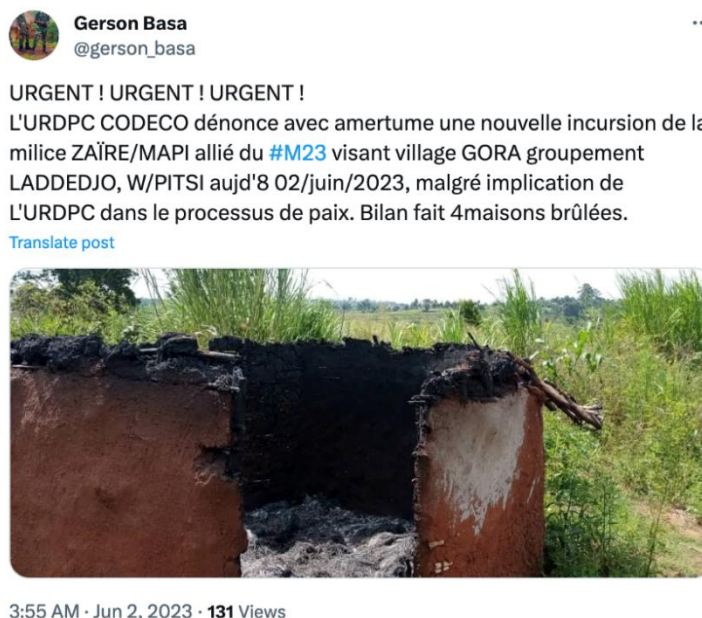 Gerson Basa
@gerson_basa
URGENT ! URGENT ! URGENT !
L'URDPC CODECO dénonce avec amertume une nouvelle incursion de la
milice ZAÏRE/MAPI allié du #M23 visant village GORA groupement
LADDEDJO, W/PITSI aujd'8 02/juin/2023, malgré implication de
L'URDPC dans le processus de paix. Bilan fait 4maisons brûlées.
Translate post
3:55 AM · Jun 2, 2023 · 131 Views